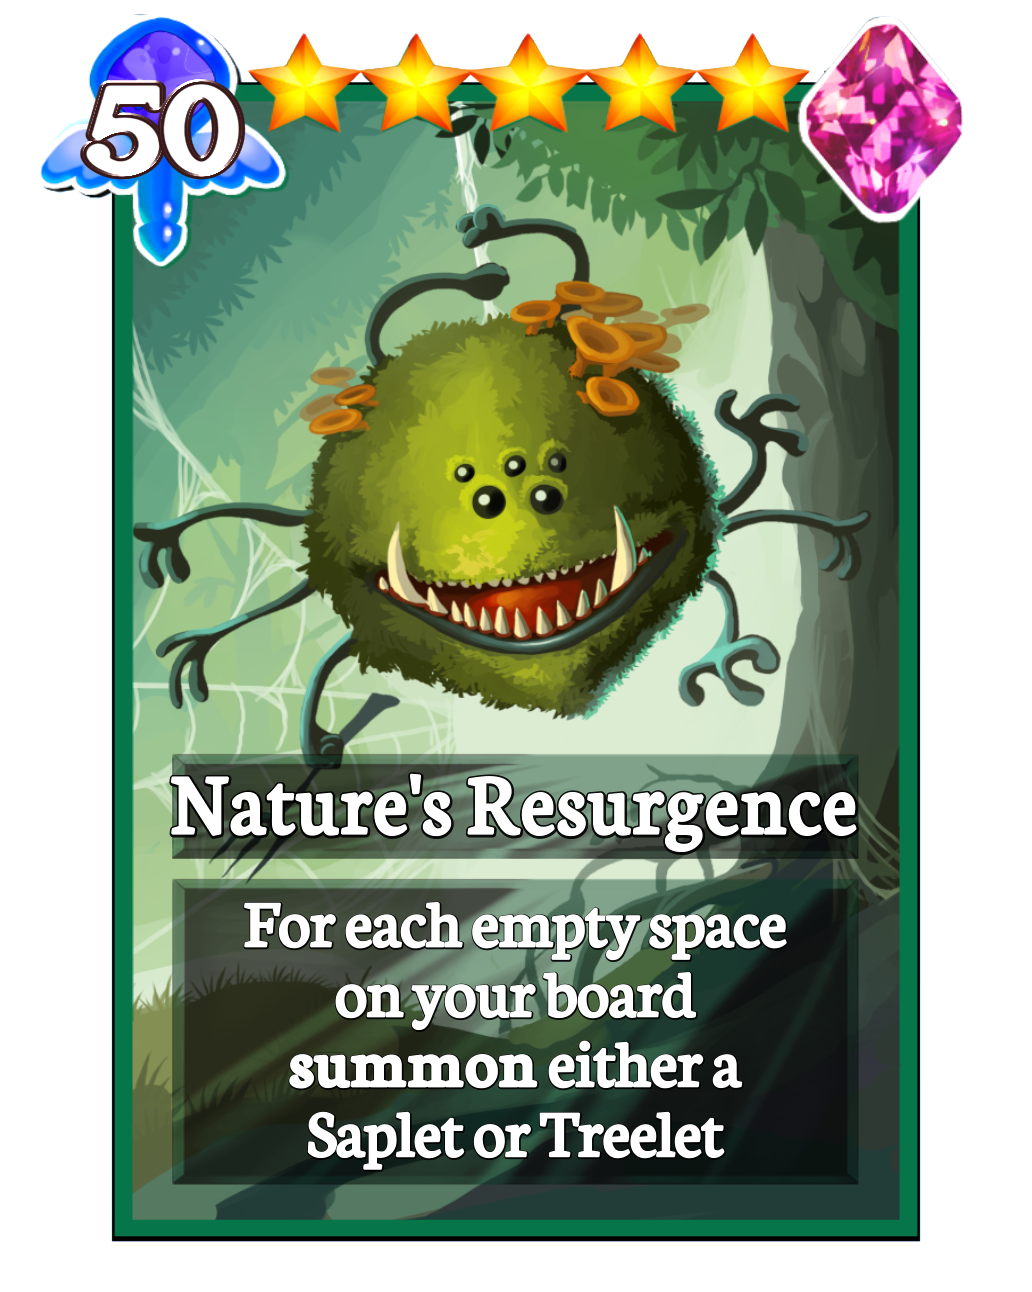 50
Nature's Resurgence
For each empty space
on your board
summon either a
Saplet or Treelet